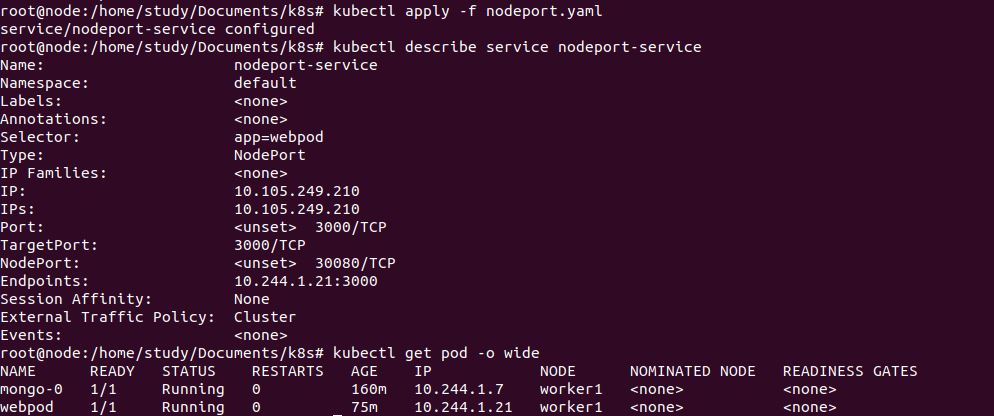 root@node:/home/study/Documents/k8s# kubectl apply -f nodeport.yaml
service/nodeport-service configured
root@node:/home/study/Documents/k8s# kubectl describe service nodeport-service
Name:                     nodeport-service
Namespace:                default
Labels:                   <none>
Annotations:              <none>
Selector:                 app=webpod
Type:                     NodePort
IP Families:              <none>
IP:                       10.105.249.210
IPs:                      10.105.249.210
Port:                     <unset>  3000/TCP
TargetPort:               3000/TCP
NodePort:                 <unset>  30080/TCP
Endpoints:                10.244.1.21:3000
Session Affinity:         None
External Traffic Policy:  Cluster
Events:                   <none>
root@node:/home/study/Documents/k8s# kubectl get pod -o wide
NAME      READY   STATUS    RESTARTS   AGE    IP            NODE      NOMINATED NODE   READINESS GATES
mongo-0   1/1     Running   0          160m   10.244.1.7    worker1   <none>           <none>
webpod    1/1     Running   0          75m    10.244.1.21   worker1   <none>           <none>